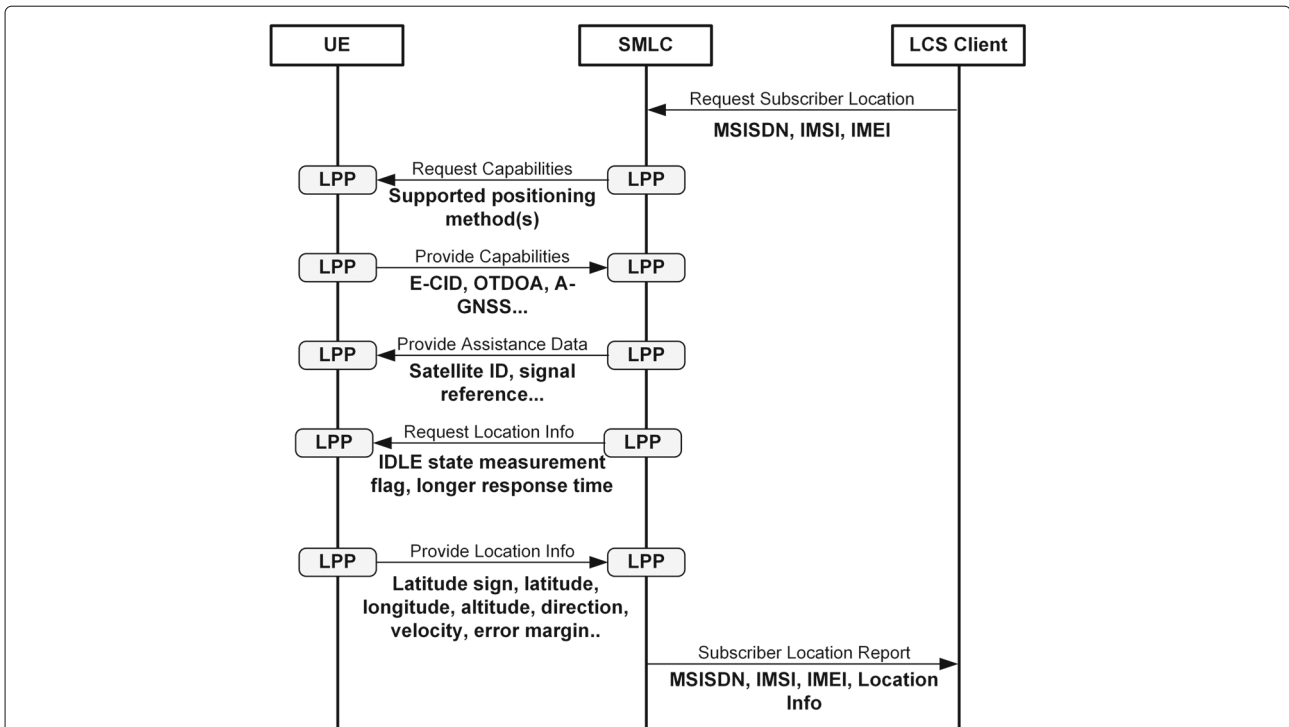 UE
SMLC
LCS Client
Request Subscriber Location
MSISDN, IMSI, IMEI
LPP
Request Capabilities
LPP
Supported positioning
method(s)
LPP
Provide Capabilities
LPP
E-CID, OTDOA, A-
GNSS...
LPP
Provide Assistance Data
LPP
Satellite ID, signal
reference...
LPP
Request Location Info
LPP
IDLE state measurement
flag, longer response time
LPP
Provide Location Info
LPP
Latitude sign, latitude,
longitude, altitude, direction,
velocity, error margin..
Subscriber Location Report
MSISDN, IMSI, IMEI, Location
Info